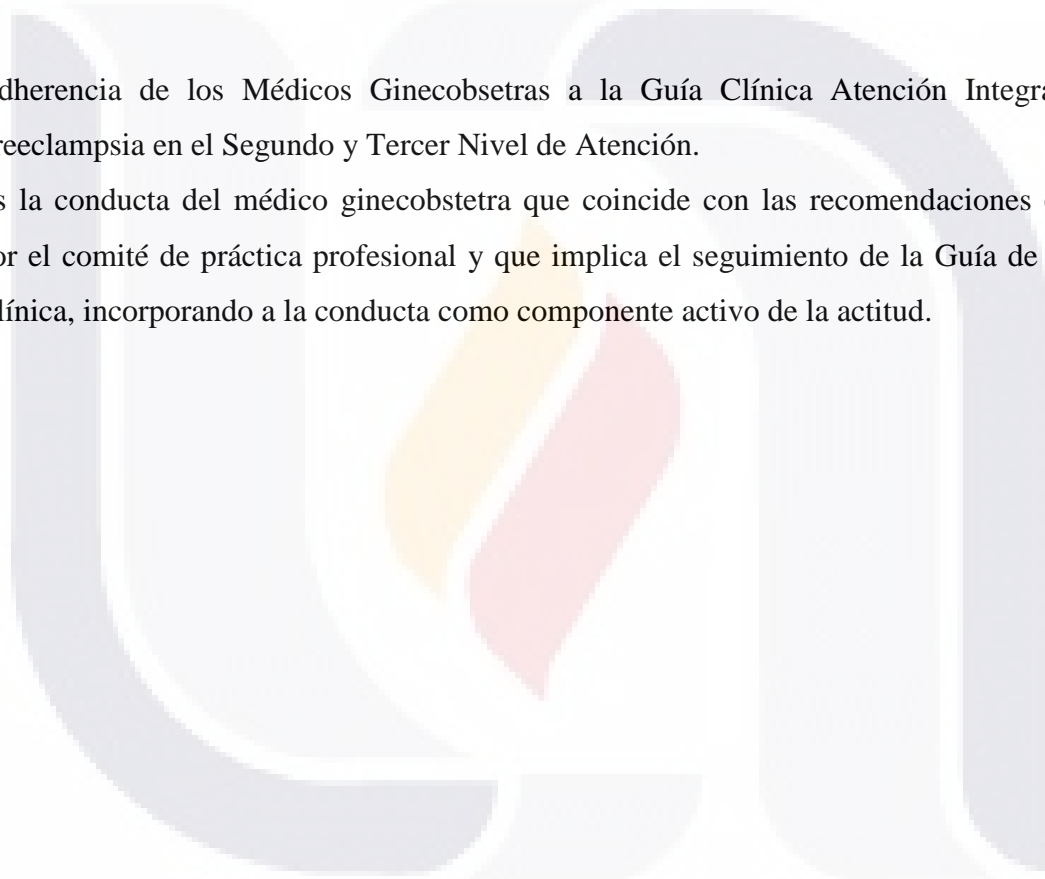 dherencia de los Médicos Ginecobsetras a la Guía Clínica Atención Integra
reeclampsia en el Segundo y Tercer Nivel de Atención.
s la conducta del médico ginecobstetra que coincide con las recomendaciones
or el comité de práctica profesional y que implica el seguimiento de la Guía de
línica, incorporando a la conducta como componente activo de la actitud.